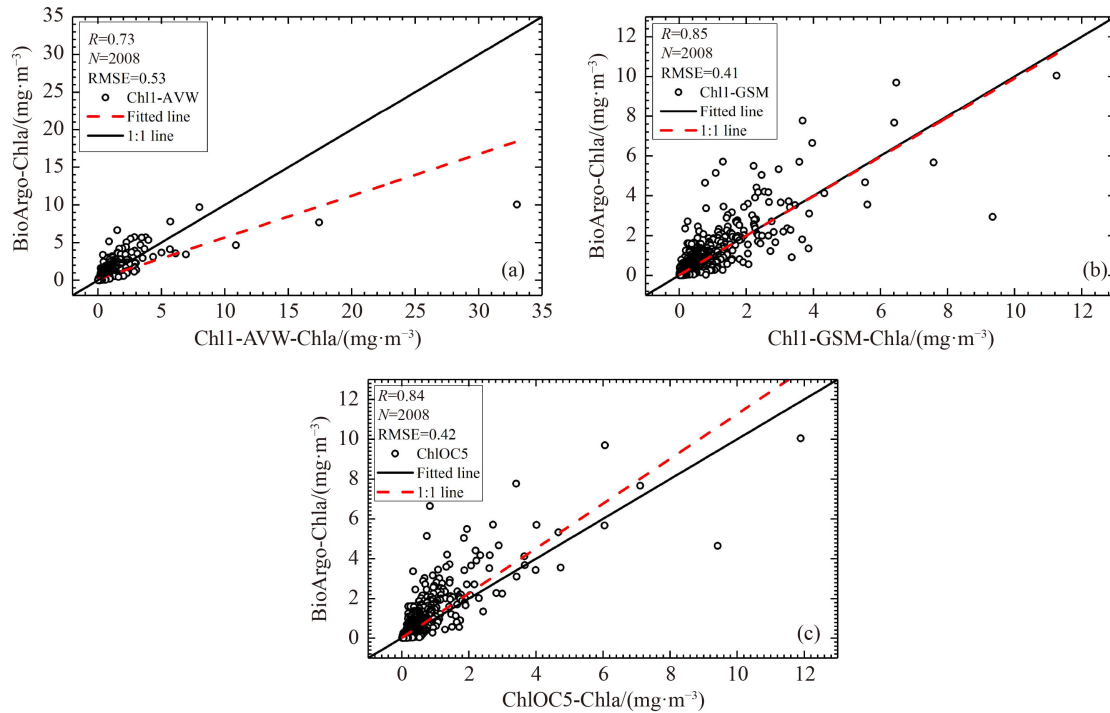 35
30
25
20
15
10
5
0
BioArgo-Chla/(mg·m⁻³)
R=0.73
N=2008
RMSE=0.53
Chl1-AVW
Fitted line
1:1 line
(a)
0 5 10 15 20 25 30 35
Chl1-AVW-Chla/(mg·m⁻³)
12
10
8
6
4
2
0
BioArgo-Chla/(mg·m⁻³)
R=0.85
N=2008
RMSE=0.41
Chl1-GSM
Fitted line
1:1 line
(b)
0 2 4 6 8 10 12
Chl1-GSM-Chla/(mg·m⁻³)
12
10
8
6
4
2
0
BioArgo-Chla/(mg·m⁻³)
R=0.84
N=2008
RMSE=0.42
ChlOC5
Fitted line
1:1 line
(c)
0 2 4 6 8 10 12
ChlOC5-Chla/(mg·m⁻³)